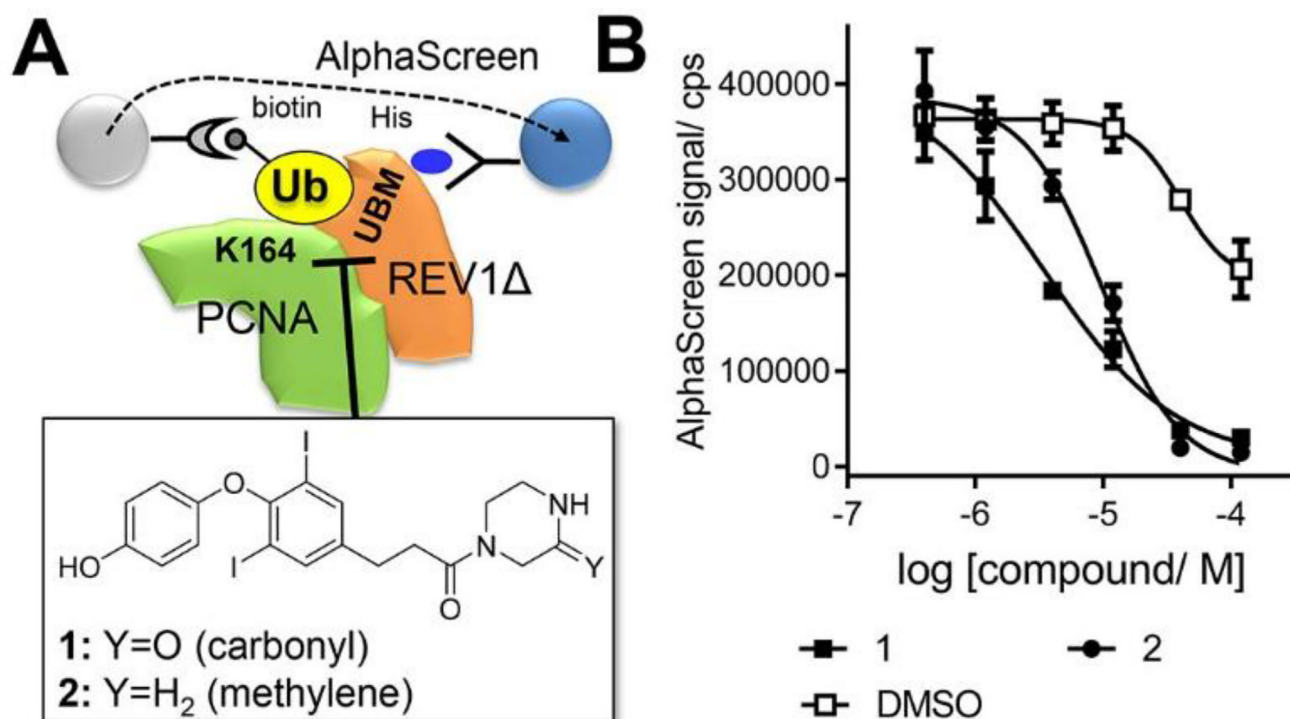 A
AlphaScreen
biotin
His
Ub
UBM
K164
REV1Δ
PCNA
I
O
NH
HO
I
N
Y
O
1: Y=O (carbonyl)
2: Y=H₂ (methylene)
B
AlphaScreen signal/ cps
400000
300000
200000
100000
0
-7 -6 -5 -4
log [compound/ M]
1 2
DMSO